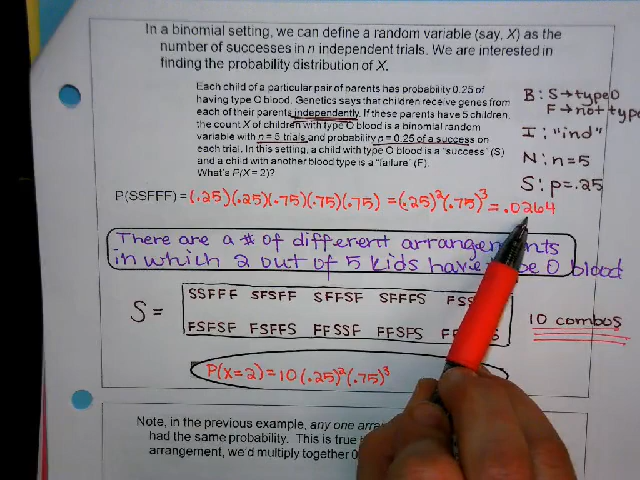 In a binomial setting, we can define a random variable (say, X) as the
number of successes in n independent trials. We are interested in
finding the probability distribution of X.
Each child of a particular pair of parents has probability 0.25 of
having type O blood. Genetics says that children receive genes from
each of their parents independently. If these parents have 5 children,
the count X of children with type O blood is a binomial random
variable with n = 5 trials and probability p = 0.25 of a success on
each trial. In this setting, a child with type O blood is a "success" (S)
and a child with another blood type is a "failure" (F).
What's P(X = 2)?
B: S → type O
F → not type O
I: "ind"
N: n = 5
S: p = .25
P(SSFFF) = (.25)(.25)(.75)(.75)(.75) = (.25)²(.75)³ = .0264
There are a # of different arrangements
in which 2 out of 5 kids have O blood
S =
SSFFF SFSFF SFFSF SFFFS
FSFSF FSFFS FFSSF FFSFS
10 combos
P(X=2) = 10(.25)²(.75)³
Note, in the previous example, any one
had the same probability. This is true
arrangement, we'd multiply together